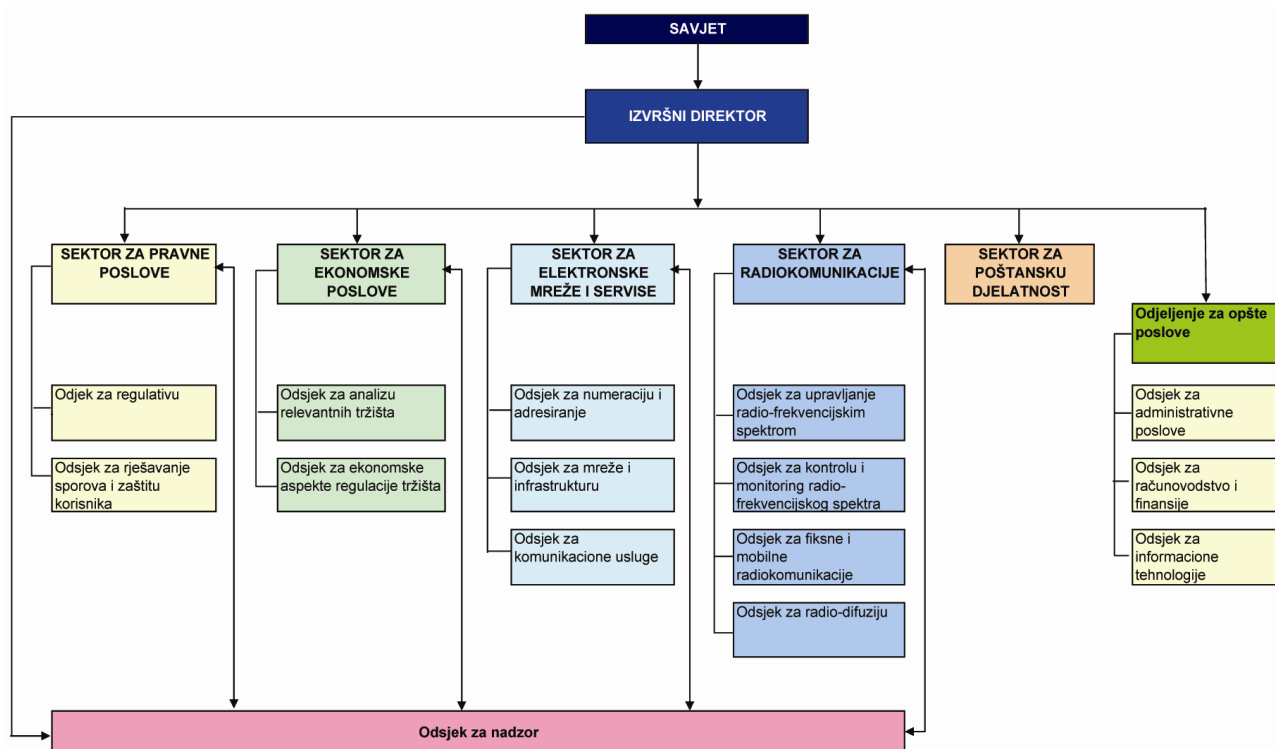 SAVJET
IZVRŠNI DIREKTOR
SEKTOR ZA PRAVNE
POSLOVE
SEKTOR ZA
EKONOMSKE
POSLOVE
SEKTOR ZA
ELEKTRONSKE
MREŽE I SERVISE
SEKTOR ZA
RADIOKOMUNIKACIJE
SEKTOR ZA
POŠTANSKU
DJELATNOST
Odjeljenje za opšte
poslove
Odjek za regulativu
Odsjek za rješavanje
sporova i zaštitu
korisnika
Odsjek za analizu
relevantnih tržišta
Odsjek za ekonomske
aspekte regulacije tržišta
Odsjek za numeraciju i
adresiranje
Odsjek za mreže i
infrastrukturu
Odsjek za
komunikacione usluge
Odsjek za upravljanje
radio-frekvencijskim
spektrom
Odsjek za kontrolu i
monitoring radio-
frekvencijskog spektra
Odsjek za fiksne i
mobilne
radiokomunikacije
Odsjek za radio-difuziju
Odsjek za
administrativne
poslove
Odsjek za
računovodstvo i
finansije
Odsjek za
informacione
tehnologije
Odsjek za nadzor